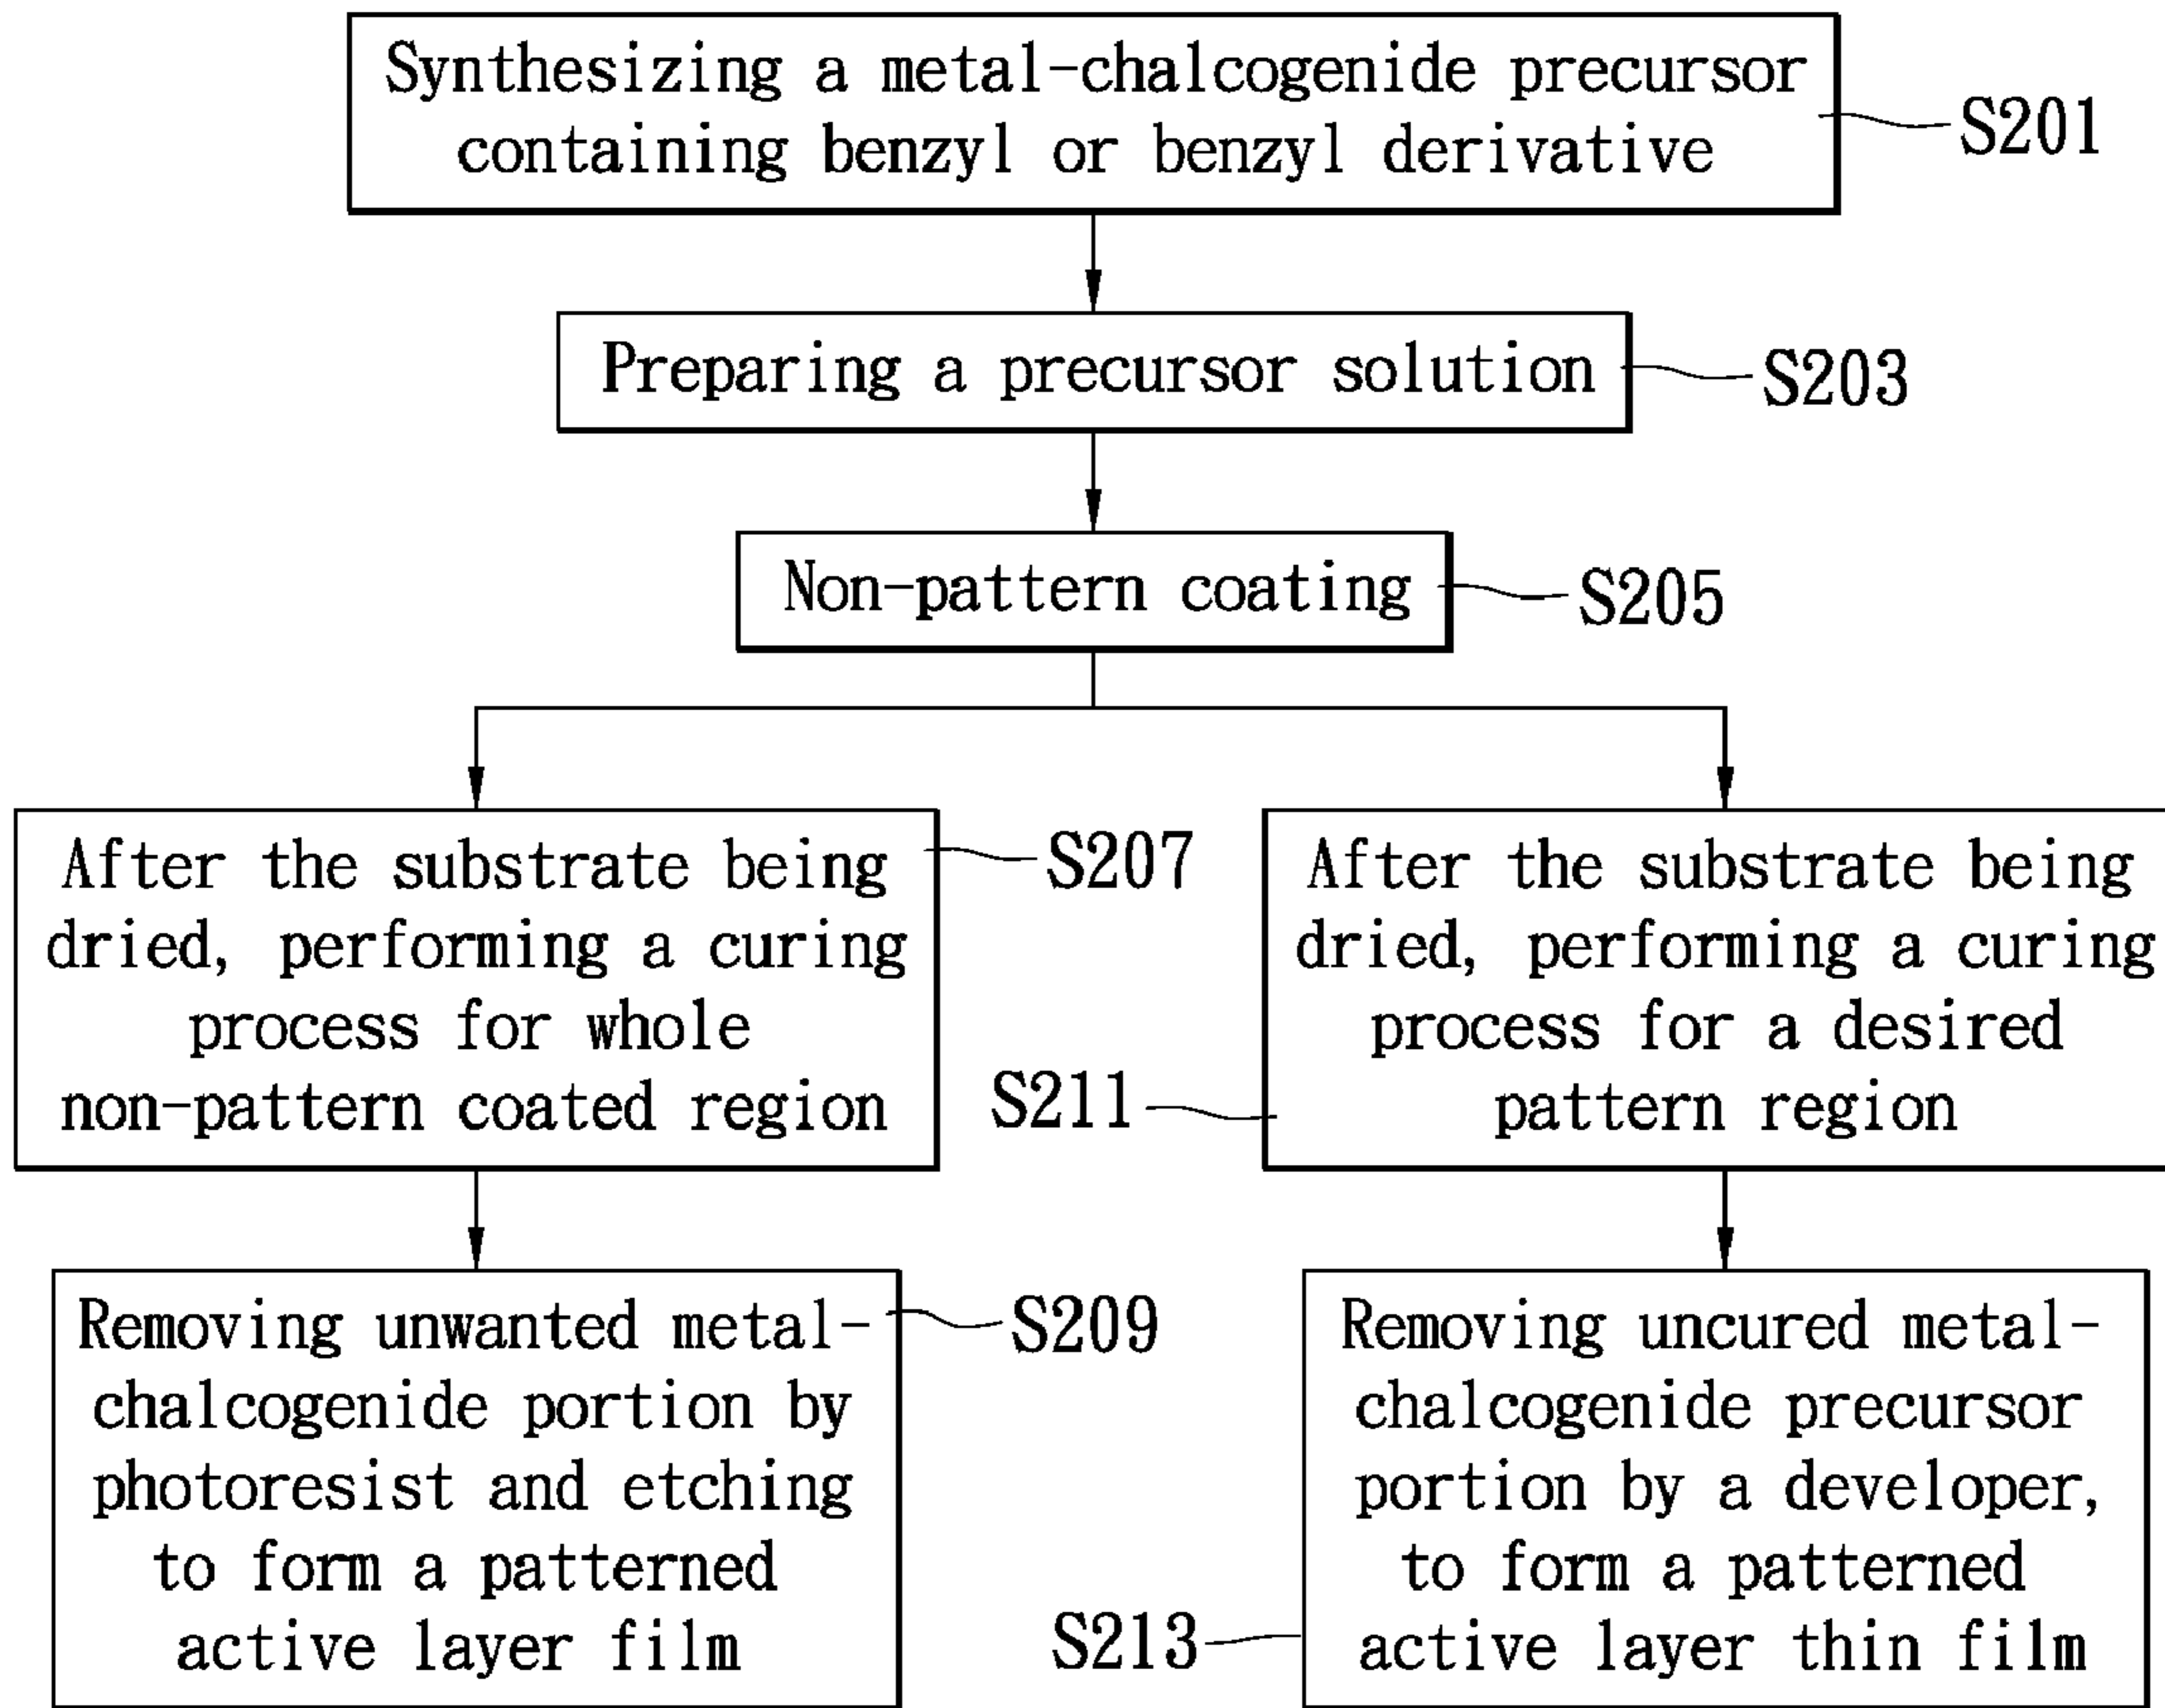 Synthesizing a metal-chalcogenide precursor
containing benzyl or benzyl derivative
S201
Preparing a precursor solution
S203
Non-pattern coating
S205
After the substrate being
dried, performing a curing
process for whole
non-pattern coated region
S207
After the substrate being
dried, performing a curing
process for a desired
pattern region
S211
Removing unwanted metal-
chalcogenide portion by
photoresist and etching
to form a patterned
active layer film
S209
Removing uncured metal-
chalcogenide precursor
portion by a developer,
to form a patterned
active layer thin film
S213